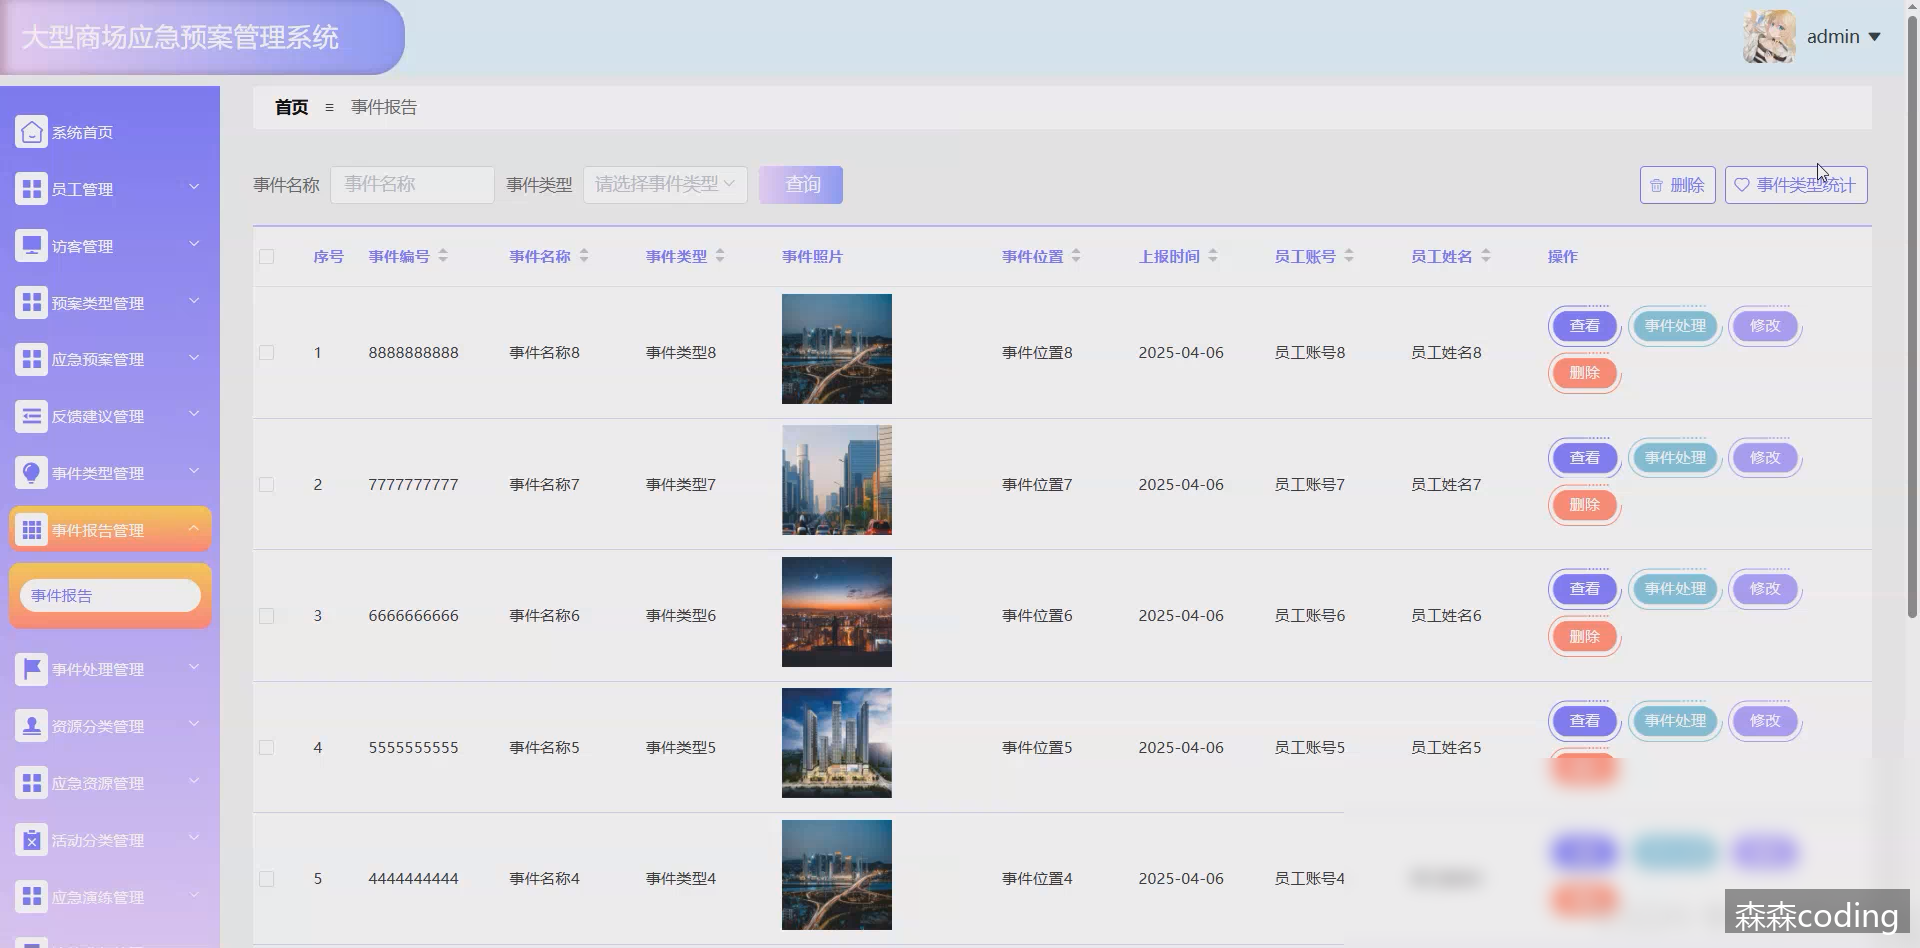 大型商场应急预案管理系统
admin
首页 ≡ 事件报告
系统首页
员工管理
访客管理
预案类型管理
应急预案管理
反馈建议管理
事件类型管理
事件报告管理
事件报告
事件处理管理
资源分类管理
应急资源管理
活动分类管理
应急演练管理
事件名称 事件名称 事件类型 请选择事件类型 查询 删除 事件类型统计
序号 事件编号 事件名称 事件类型 事件照片 事件位置 上报时间 员工账号 员工姓名 操作
1 8888888888 事件名称8 事件类型8 事件位置8 2025-04-06 员工账号8 员工姓名8 查看 事件处理 修改
删除
2 7777777777 事件名称7 事件类型7 事件位置7 2025-04-06 员工账号7 员工姓名7 查看 事件处理 修改
删除
3 6666666666 事件名称6 事件类型6 事件位置6 2025-04-06 员工账号6 员工姓名6 查看 事件处理 修改
删除
4 5555555555 事件名称5 事件类型5 事件位置5 2025-04-06 员工账号5 员工姓名5 查看 事件处理 修改
5 4444444444 事件名称4 事件类型4 事件位置4 2025-04-06 员工账号4
森森coding